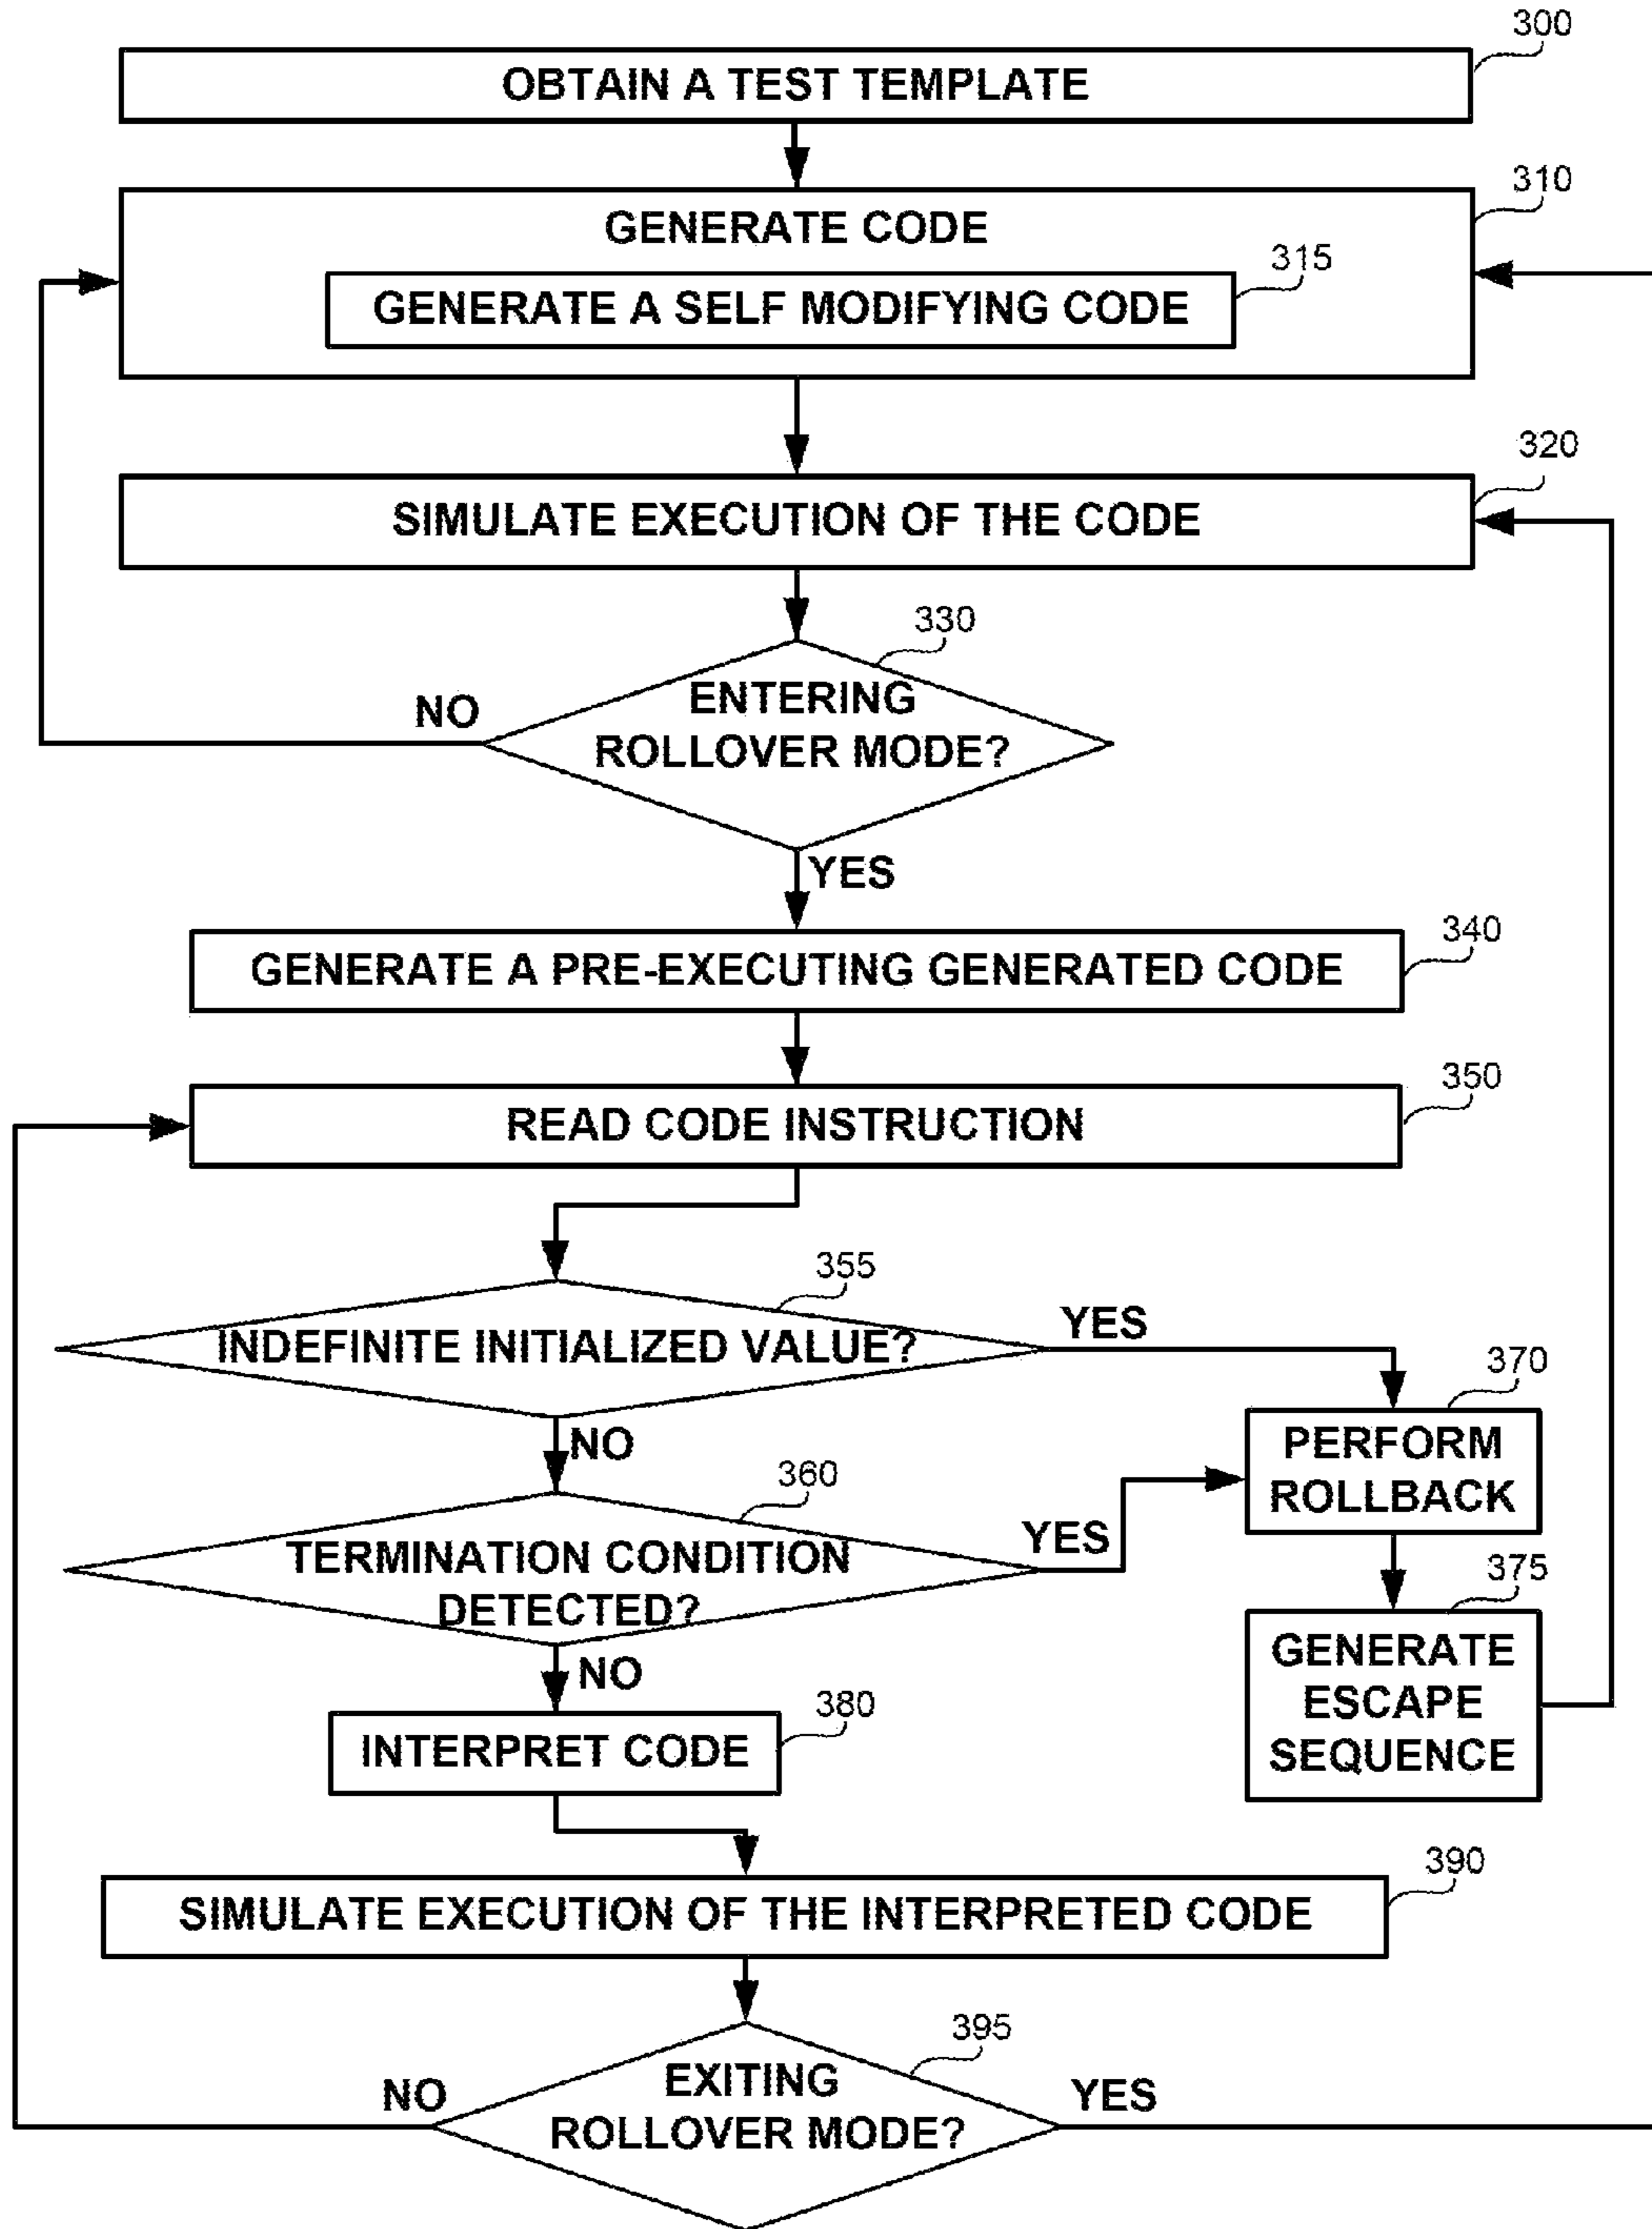 300
OBTAIN A TEST TEMPLATE
310
GENERATE CODE
315
GENERATE A SELF MODIFYING CODE
320
SIMULATE EXECUTION OF THE CODE
330
ENTERING
ROLLOVER MODE?
NO
YES
340
GENERATE A PRE-EXECUTING GENERATED CODE
350
READ CODE INSTRUCTION
355
INDEFINITE INITIALIZED VALUE?
YES
NO
370
PERFORM
ROLLBACK
360
TERMINATION CONDITION
DETECTED?
YES
NO
375
GENERATE
ESCAPE
SEQUENCE
380
INTERPRET CODE
390
SIMULATE EXECUTION OF THE INTERPRETED CODE
395
EXITING
ROLLOVER MODE?
NO
YES